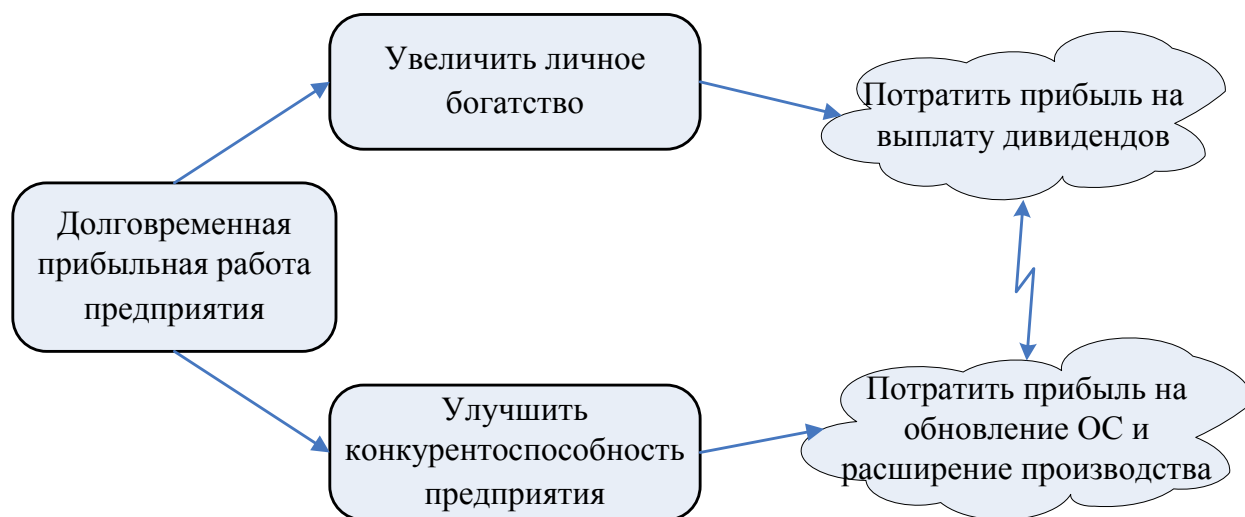 Увеличить личное
богатство
Потратить прибыль на
выплату дивидендов
Долговременная
прибыльная работа
предприятия
Улучшить
конкурентоспособность
предприятия
Потратить прибыль на
обновление ОС и
расширение производства